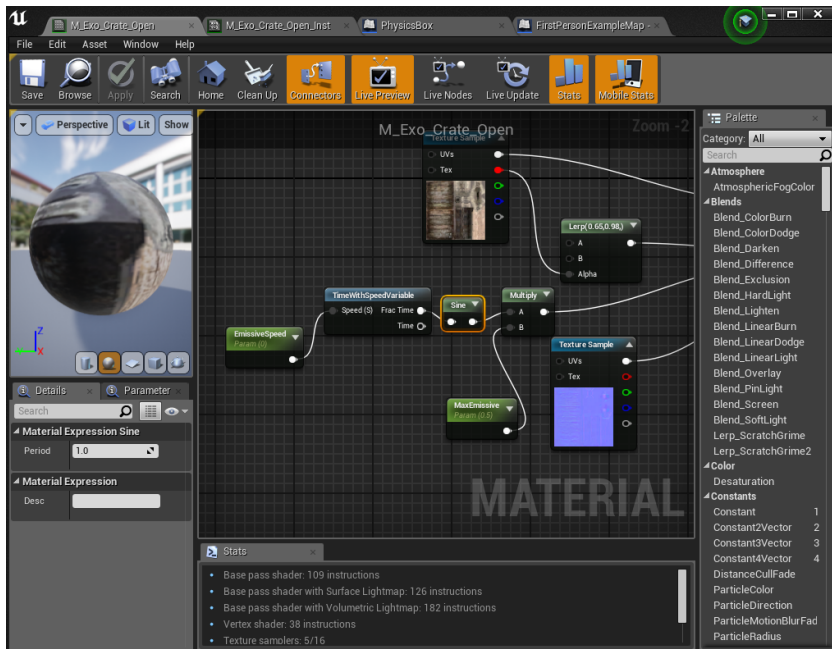 M_Exo_Crate_Open
M_Exo_Crate_Open_Inst
PhysicsBox
FirstPersonExampleMap -
File Edit Asset Window Help
Save Browse Apply Search Home Clean Up Connectors Live Preview Live Nodes Live Update Stats Mobile Stats
Perspective Lit Show
M_Exo_Crate_Open
Zoom -2
Texture Sample
UVs
Tex
Lerp(0.65,0.98,)
A
B
Alpha
TimeWithSpeedVariable
Speed (S) Frac Time
Time
Sine
Multiply
A
B
EmissiveSpeed
Param (0)
MaxEmissive
Param (0.5)
Texture Sample
UVs
Tex
MATERIAL
Z
X
Details
Parameter
Search
Material Expression Sine
Period 1.0
Material Expression
Desc
Stats
Base pass shader: 109 instructions
Base pass shader with Surface Lightmap: 126 instructions
Base pass shader with Volumetric Lightmap: 182 instructions
Vertex shader: 38 instructions
Texture samplers: 5/16
Palette
Category: All
Search
Atmosphere
AtmosphericFogColor
Blends
Blend_ColorBurn
Blend_ColorDodge
Blend_Darken
Blend_Difference
Blend_Exclusion
Blend_HardLight
Blend_Lighten
Blend_LinearBurn
Blend_LinearDodge
Blend_LinearLight
Blend_Overlay
Blend_PinLight
Blend_Screen
Blend_SoftLight
Lerp_ScratchGrime
Lerp_ScratchGrime2
Color
Desaturation
Constants
Constant 1
Constant2Vector 2
Constant3Vector 3
Constant4Vector 4
DistanceCullFade
ParticleColor
ParticleDirection
ParticleMotionBlurFad
ParticleRadius